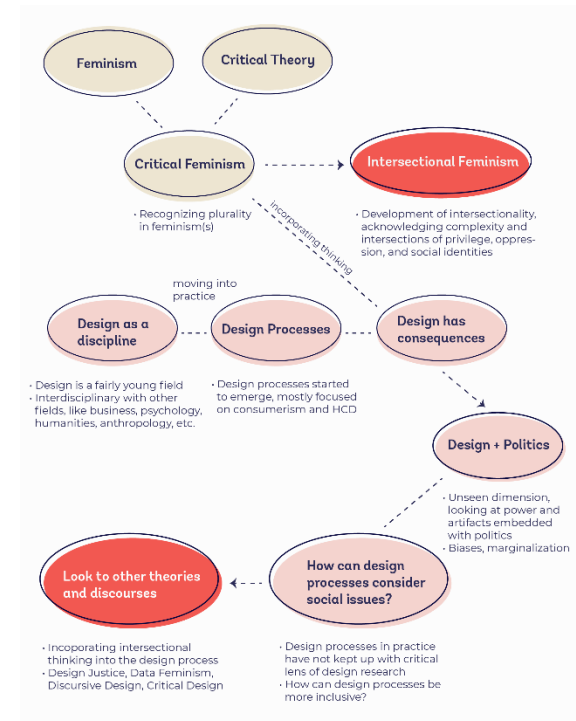 Feminism
Critical Theory
Critical Feminism
Intersectional Feminism
• Recognizing plurality
in feminism(s)
• Development of intersectionality,
acknowledging complexity and
intersections of privilege, oppres-
sion, and social identities
incorporating thinking
moving into
practice
Design as a
discipline
Design Processes
Design has
consequences
• Design is a fairly young field
• Interdisciplinary with other
fields, like business, psychology,
humanities, anthropology, etc.
• Design processes started
to emerge, mostly focused
on consumerism and HCD
Design + Politics
• Unseen dimension,
looking at power and
artifacts embedded
with politics
• Biases, marginalization
How can design
processes consider
social issues?
Look to other theories
and discourses
• Incoporating intersectional
thinking into the design process
• Design Justice, Data Feminism,
Discursive Design, Critical Design
• Design processes in practice
have not kept up with critical
lens of design research
• How can design processes be
more inclusive?